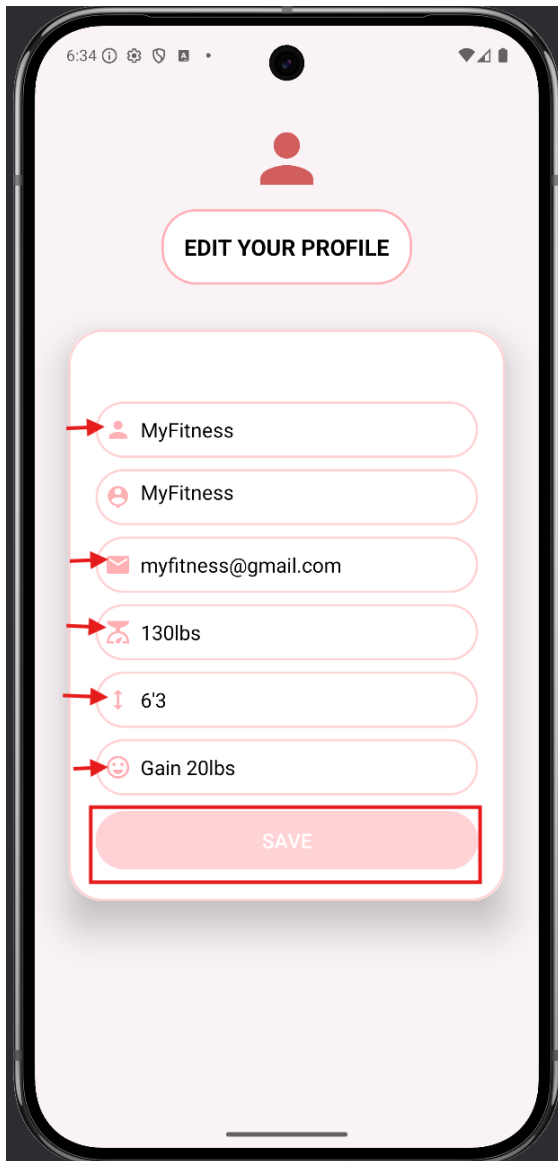 6:34
EDIT YOUR PROFILE
MyFitness
MyFitness
myfitness@gmail.com
130lbs
6'3
Gain 20lbs
SAVE